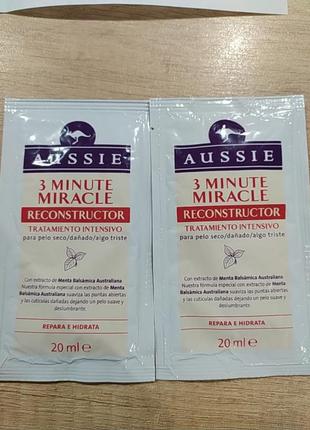 AUSSIE
3 MINUTE
MIRACLE
RECONSTRUCTOR
TRATAMIENTO INTENSIVO
para pelo seco/dañado/algo triste
Con extracto de Menta Balsámica Australiana
Nuestra fórmula especial con extracto de Menta
Balsámica Australiana suaviza las puntas abiertas
y las cutículas dañadas dejando un pelo suave y
deslumbrante.
REPARA E HIDRATA
20 ml e
AUSSIE
3 MINUTE
MIRACLE
RECONSTRUCTOR
TRATAMIENTO INTENSIVO
para pelo seco/dañado/algo triste
Con extracto de Menta Balsámica Australiana
Nuestra fórmula especial con extracto de Menta
Balsámica Australiana suaviza las puntas abiertas
y las cutículas dañadas dejando un pelo suave y
deslumbrante.
REPARA E HIDRATA
20 ml e